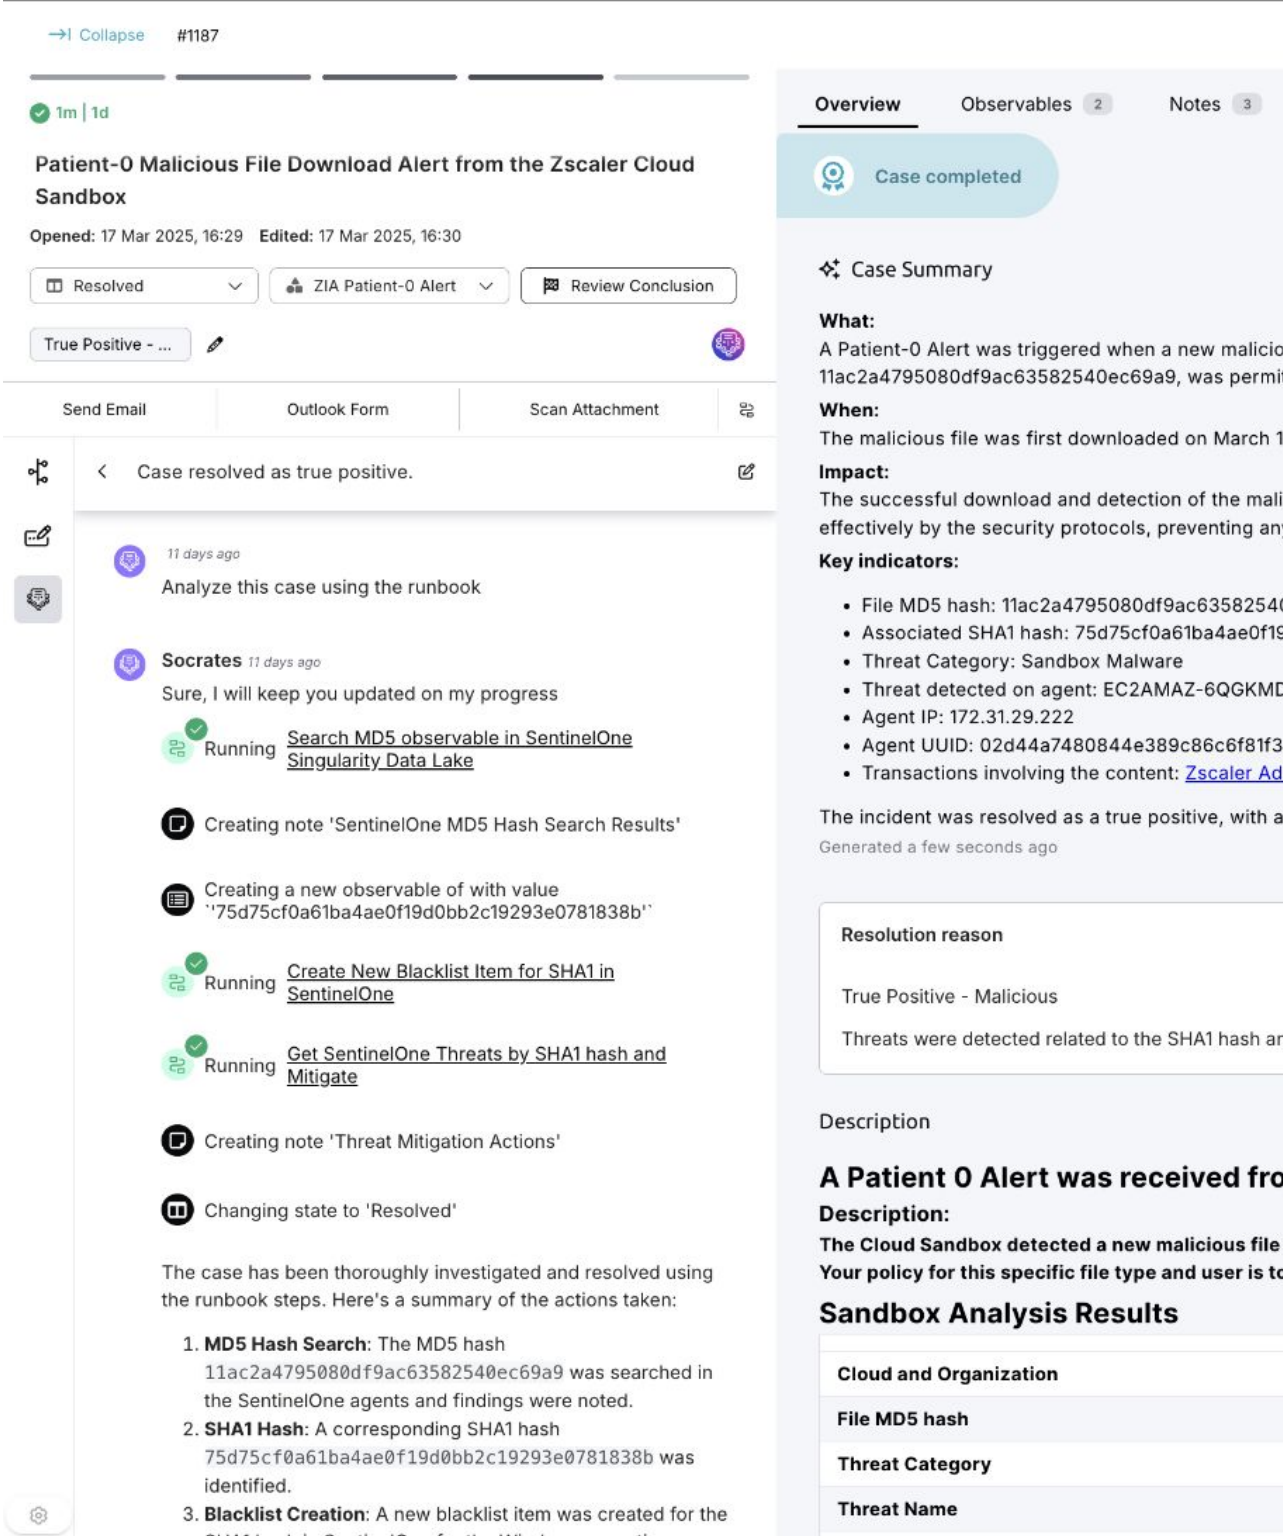 Collapse #1187
1m | 1d
Patient-0 Malicious File Download Alert from the Zscaler Cloud
Sandbox
Opened: 17 Mar 2025, 16:29 Edited: 17 Mar 2025, 16:30
Resolved ZIA Patient-0 Alert Review Conclusion
True Positive - ...
Send Email Outlook Form Scan Attachment
Case resolved as true positive.
11 days ago
Analyze this case using the runbook
Socrates 11 days ago
Sure, I will keep you updated on my progress
Running Search MD5 observable in SentinelOne
Singularity Data Lake
Creating note 'SentinelOne MD5 Hash Search Results'
Creating a new observable of with value
`'75d75cf0a61ba4ae0f19d0bb2c19293e0781838b'`
Running Create New Blacklist Item for SHA1 in
SentinelOne
Running Get SentinelOne Threats by SHA1 hash and
Mitigate
Creating note 'Threat Mitigation Actions'
Changing state to 'Resolved'
The case has been thoroughly investigated and resolved using
the runbook steps. Here's a summary of the actions taken:
1. MD5 Hash Search: The MD5 hash
11ac2a4795080df9ac63582540ec69a9 was searched in
the SentinelOne agents and findings were noted.
2. SHA1 Hash: A corresponding SHA1 hash
75d75cf0a61ba4ae0f19d0bb2c19293e0781838b was
identified.
3. Blacklist Creation: A new blacklist item was created for the
Overview Observables 2 Notes 3
Case completed
Case Summary
What:
A Patient-0 Alert was triggered when a new malicio
11ac2a4795080df9ac63582540ec69a9, was permit
When:
The malicious file was first downloaded on March 1
Impact:
The successful download and detection of the mali
effectively by the security protocols, preventing any
Key indicators:
• File MD5 hash: 11ac2a4795080df9ac63582540
• Associated SHA1 hash: 75d75cf0a61ba4ae0f19
• Threat Category: Sandbox Malware
• Threat detected on agent: EC2AMAZ-6QGKMD
• Agent IP: 172.31.29.222
• Agent UUID: 02d44a7480844e389c86c6f81f3
• Transactions involving the content: Zscaler Ad
The incident was resolved as a true positive, with a
Generated a few seconds ago
Resolution reason
True Positive - Malicious
Threats were detected related to the SHA1 hash an
Description
A Patient 0 Alert was received fro
Description:
The Cloud Sandbox detected a new malicious file
Your policy for this specific file type and user is to
Sandbox Analysis Results
Cloud and Organization
File MD5 hash
Threat Category
Threat Name